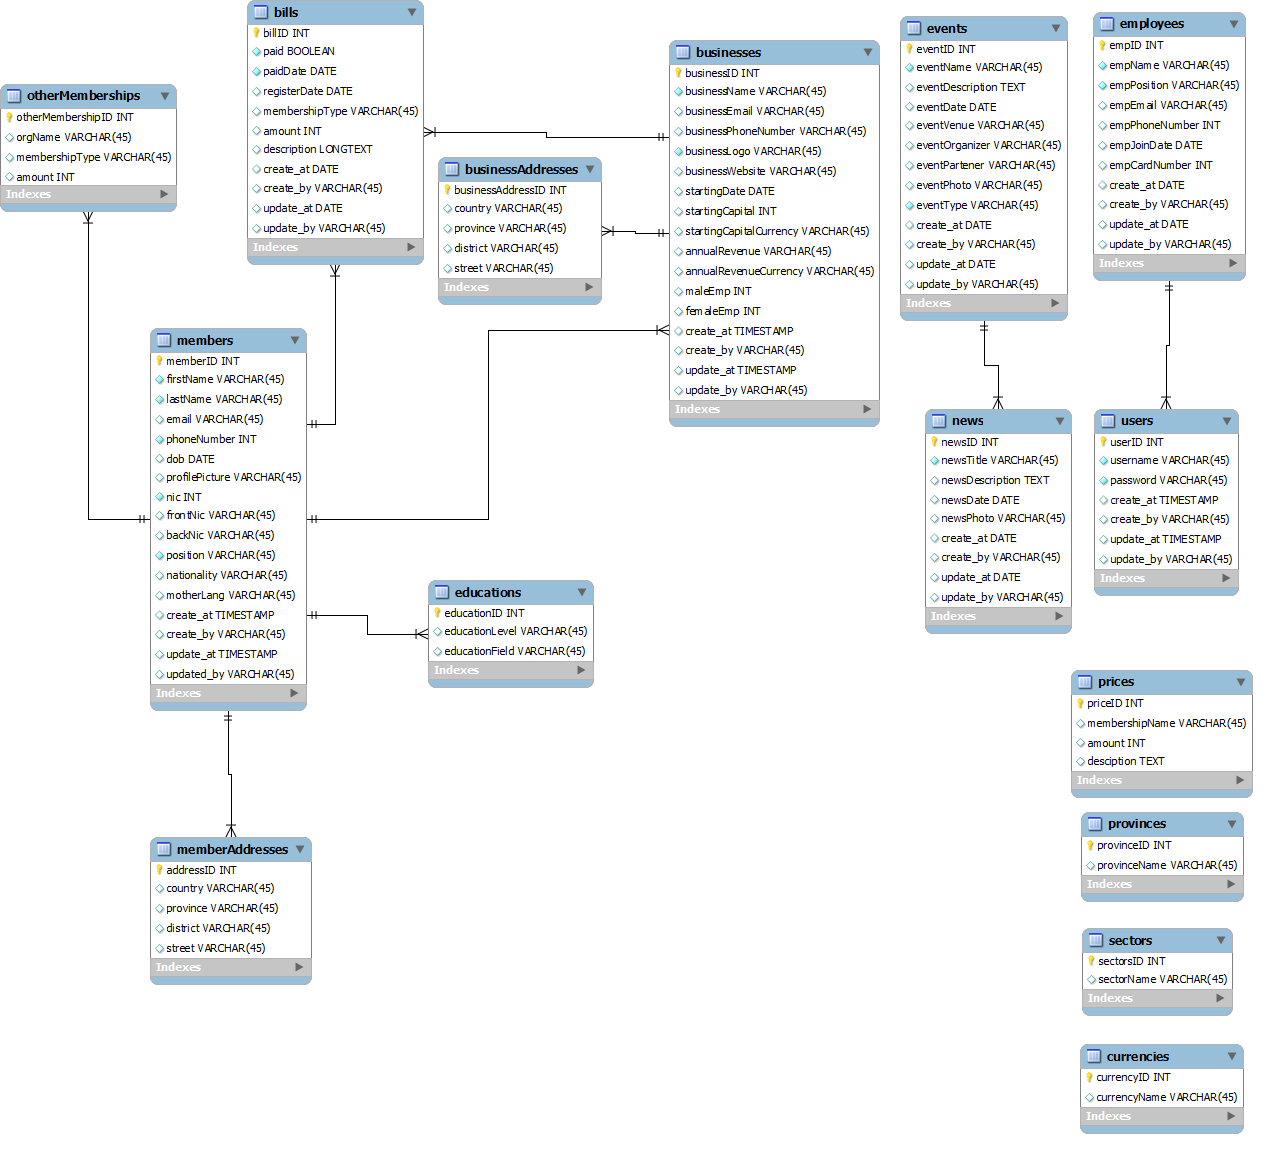 bills
billID INT
paid BOOLEAN
paidDate DATE
registerDate DATE
membershipType VARCHAR(45)
amount INT
description LONGTEXT
create_at DATE
create_by VARCHAR(45)
update_at DATE
update_by VARCHAR(45)
Indexes
otherMemberships
otherMembershipID INT
orgName VARCHAR(45)
membershipType VARCHAR(45)
amount INT
Indexes
businessAddresses
businessAddressID INT
country VARCHAR(45)
province VARCHAR(45)
district VARCHAR(45)
street VARCHAR(45)
Indexes
businesses
businessID INT
businessName VARCHAR(45)
businessEmail VARCHAR(45)
businessPhoneNumber VARCHAR(45)
businessLogo VARCHAR(45)
businessWebsite VARCHAR(45)
startingDate DATE
startingCapital INT
startingCapitalCurrency VARCHAR(45)
annualRevenue VARCHAR(45)
annualRevenueCurrency VARCHAR(45)
maleEmp INT
femaleEmp INT
create_at TIMESTAMP
create_by VARCHAR(45)
update_at TIMESTAMP
update_by VARCHAR(45)
Indexes
events
eventID INT
eventName VARCHAR(45)
eventDescription TEXT
eventDate DATE
eventVenue VARCHAR(45)
eventOrganizer VARCHAR(45)
eventPartener VARCHAR(45)
eventPhoto VARCHAR(45)
eventType VARCHAR(45)
create_at DATE
create_by VARCHAR(45)
update_at DATE
update_by VARCHAR(45)
Indexes
employees
empID INT
empName VARCHAR(45)
empPosition VARCHAR(45)
empEmail VARCHAR(45)
empPhoneNumber INT
empJoinDate DATE
empCardNumber INT
create_at DATE
create_by VARCHAR(45)
update_at DATE
update_by VARCHAR(45)
Indexes
members
memberID INT
firstName VARCHAR(45)
lastName VARCHAR(45)
email VARCHAR(45)
phoneNumber INT
dob DATE
profilePicture VARCHAR(45)
nic INT
frontNic VARCHAR(45)
backNic VARCHAR(45)
position VARCHAR(45)
nationality VARCHAR(45)
motherLang VARCHAR(45)
create_at TIMESTAMP
create_by VARCHAR(45)
update_at TIMESTAMP
updated_by VARCHAR(45)
Indexes
educations
educationID INT
educationLevel VARCHAR(45)
educationField VARCHAR(45)
Indexes
news
newsID INT
newsTitle VARCHAR(45)
newsDescription TEXT
newsDate DATE
newsPhoto VARCHAR(45)
create_at DATE
create_by VARCHAR(45)
update_at DATE
update_by VARCHAR(45)
Indexes
users
userID INT
username VARCHAR(45)
password VARCHAR(45)
create_at TIMESTAMP
create_by VARCHAR(45)
update_at TIMESTAMP
update_by VARCHAR(45)
Indexes
memberAddresses
addressID INT
country VARCHAR(45)
province VARCHAR(45)
district VARCHAR(45)
street VARCHAR(45)
Indexes
prices
priceID INT
membershipName VARCHAR(45)
amount INT
desciption TEXT
Indexes
provinces
provinceID INT
provinceName VARCHAR(45)
Indexes
sectors
sectorsID INT
sectorName VARCHAR(45)
Indexes
currencies
currencyID INT
currencyName VARCHAR(45)
Indexes